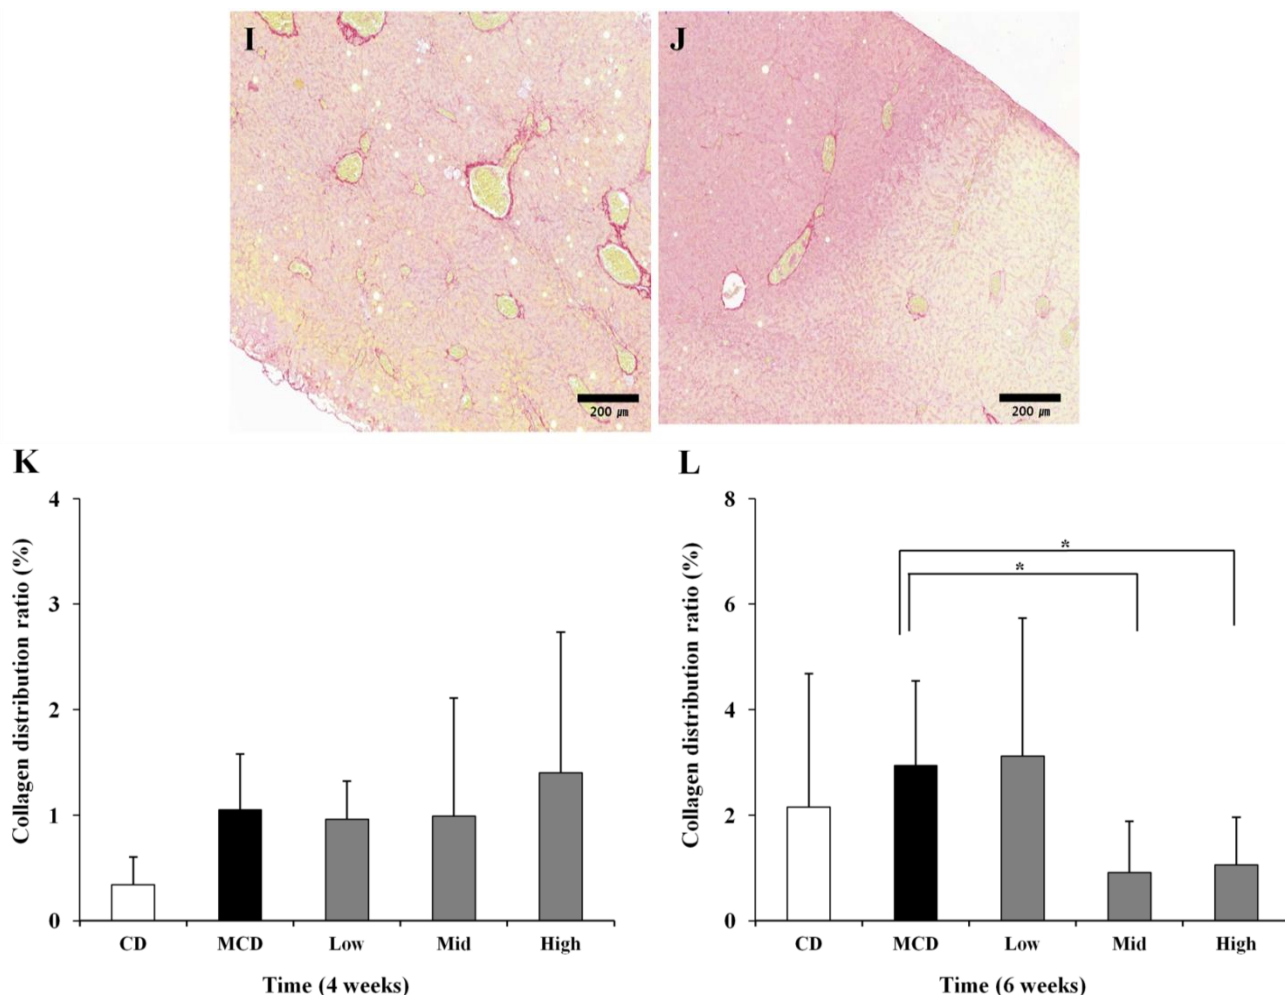 I
J
200 μm
200 μm
K
L
Collagen distribution ratio (%)
4
3
2
1
0
CD MCD Low Mid High
Time (4 weeks)
Collagen distribution ratio (%)
8
6
4
2
0
*
*
CD MCD Low Mid High
Time (6 weeks)